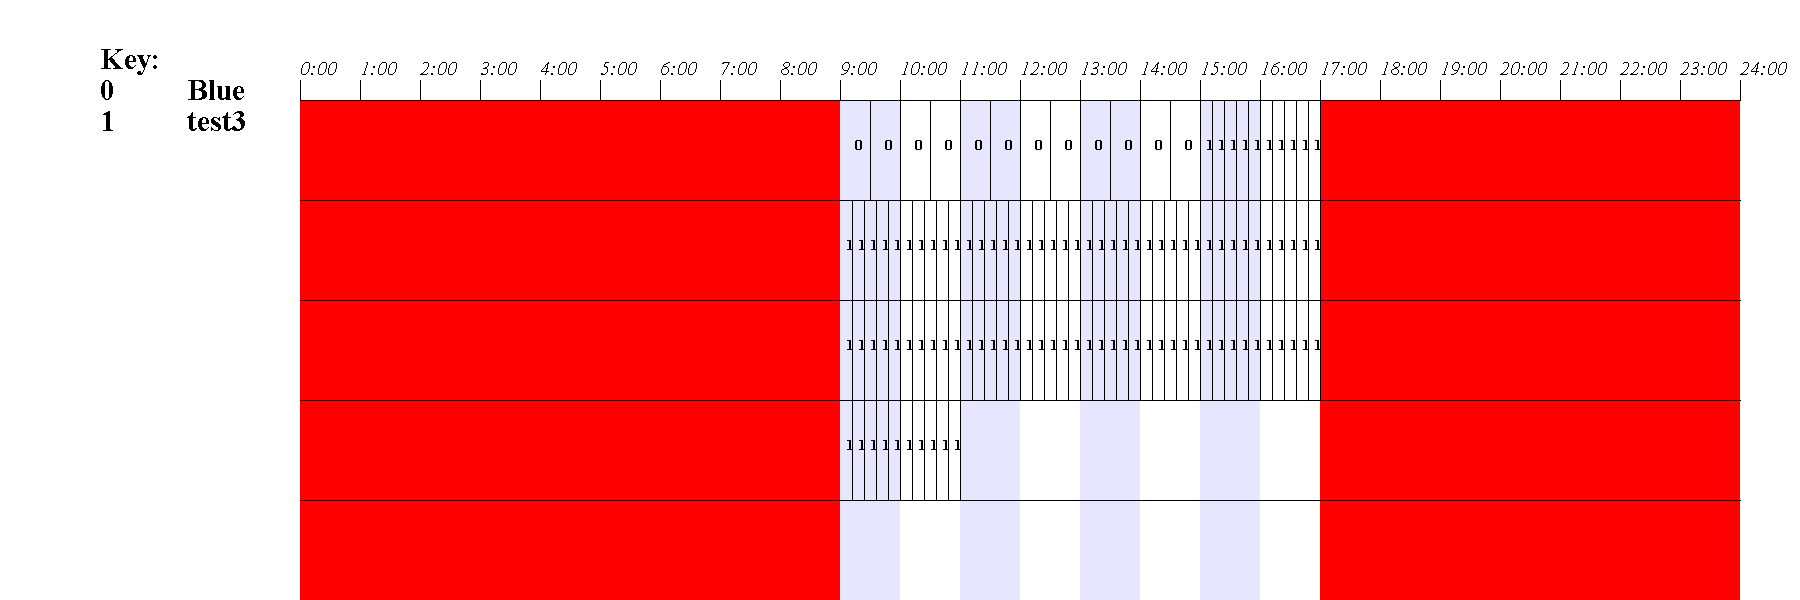 Key:
0 Blue
1 test3
0:00 1:00 2:00 3:00 4:00 5:00 6:00 7:00 8:00 9:00 10:00 11:00 12:00 13:00 14:00 15:00 16:00 17:00 18:00 19:00 20:00 21:00 22:00 23:00 24:00
0 0 0 0 0 0 0 0 0 0 0 0 1 1 1 1 1 1 1 1 1 1
1 1 1 1 1 1 1 1 1 1 1 1 1 1 1 1 1 1 1 1 1 1 1 1 1 1 1 1 1 1 1 1 1 1 1 1 1 1 1 1
1 1 1 1 1 1 1 1 1 1 1 1 1 1 1 1 1 1 1 1 1 1 1 1 1 1 1 1 1 1 1 1 1 1 1 1 1 1 1 1
1 1 1 1 1 1 1 1 1 1